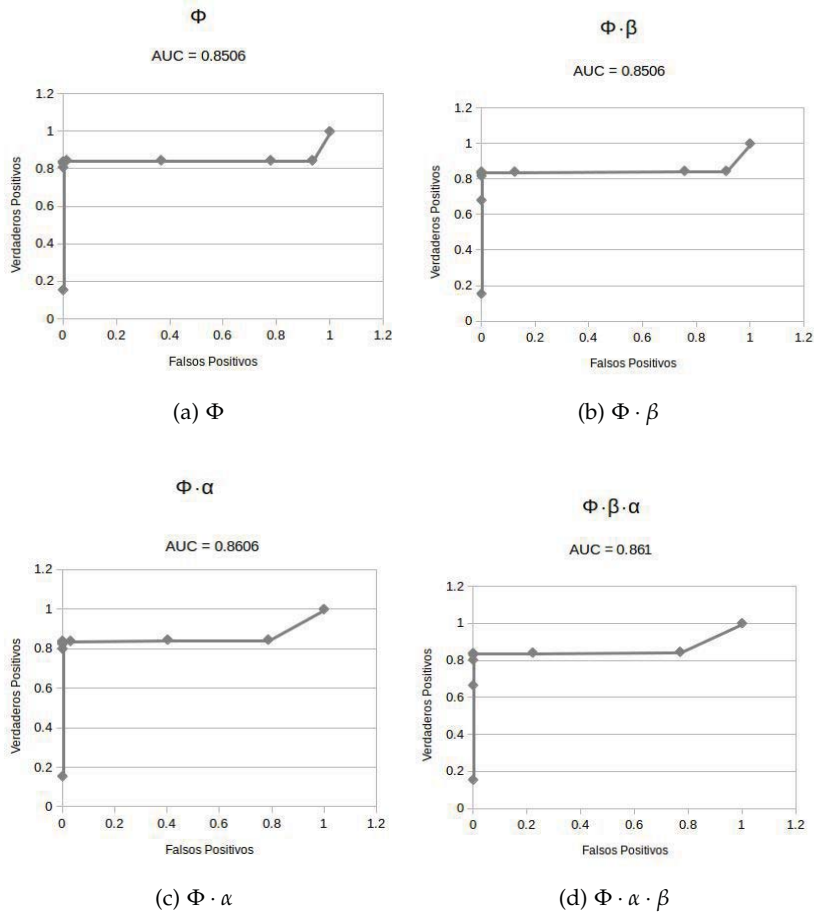 Φ
AUC = 0.8506
1.2
1
0.8
0.6
0.4
0.2
0
Verdaderos Positivos
0 0.2 0.4 0.6 0.8 1 1.2
Falsos Positivos
(a) Φ
Φ·β
AUC = 0.8506
1.2
1
0.8
0.6
0.4
0.2
0
Verdaderos Positivos
0 0.2 0.4 0.6 0.8 1 1.2
Falsos Positivos
(b) Φ · β
Φ·α
AUC = 0.8606
1.2
1
0.8
0.6
0.4
0.2
0
Verdaderos Positivos
0 0.2 0.4 0.6 0.8 1 1.2
Falsos Positivos
(c) Φ · α
Φ·β·α
AUC = 0.861
1.2
1
0.8
0.6
0.4
0.2
0
Verdaderos Positivos
0 0.2 0.4 0.6 0.8 1 1.2
Falsos Positivos
(d) Φ · α · β